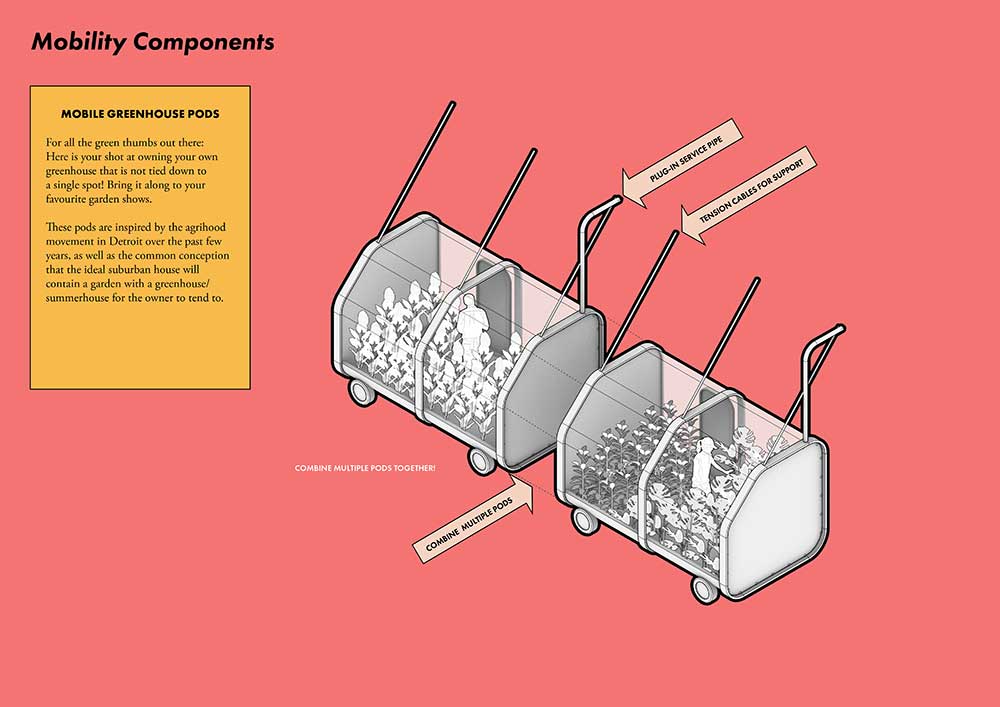 Mobility Components
MOBILE GREENHOUSE PODS
For all the green thumbs out there:
Here is your shot at owning your own
greenhouse that is not tied down to
a single spot! Bring it along to your
favourite garden shows.
These pods are inspired by the agrihood
movement in Detroit over the past few
years, as well as the common conception
that the ideal suburban house will
contain a garden with a greenhouse/
summerhouse for the owner to tend to.
PLUG-IN SERVICE PIPE
TENSION CABLES FOR SUPPORT
COMBINE MULTIPLE PODS TOGETHER!
COMBINE MULTIPLE PODS